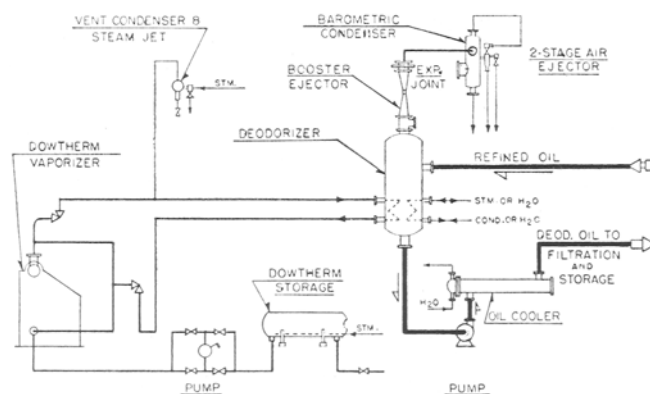 VENT CONDENSER &
STEAM JET
STM.
BAROMETRIC
CONDENSER
2-STAGE AIR
EJECTOR
EXP.
JOINT
BOOSTER
EJECTOR
DEODORIZER
REFINED OIL
DOWTHERM
VAPORIZER
STM. OR H2O
COND. OR H2O
DEOD. OIL TO
FILTRATION
AND
STORAGE
DOWTHERM
STORAGE
STM.
H2O
OIL COOLER
PUMP
PUMP